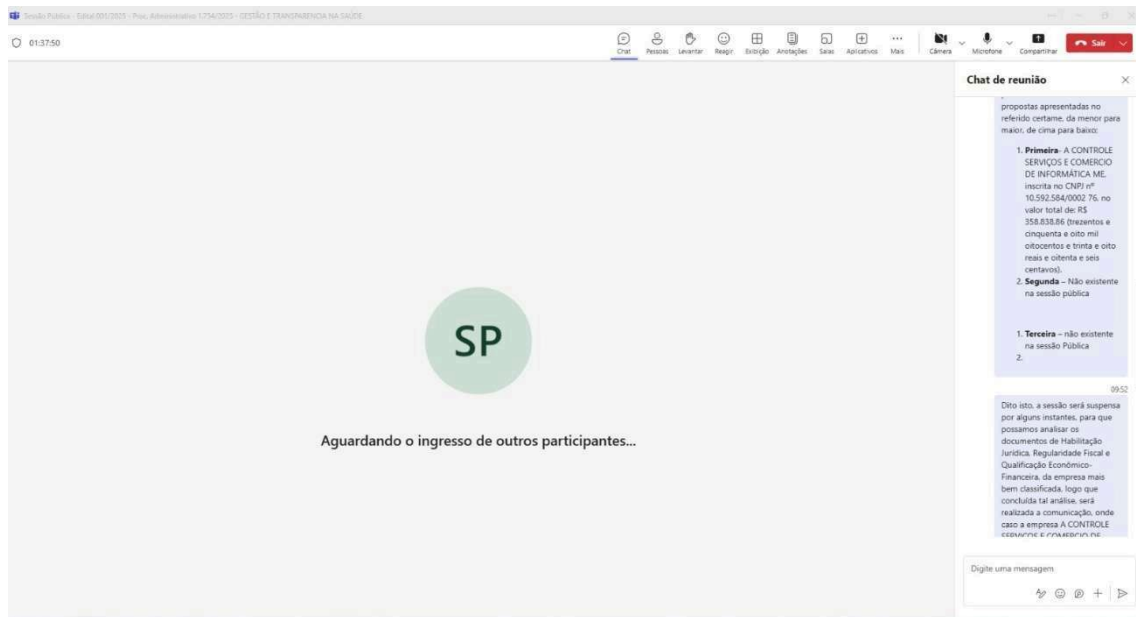 Sessão Pública - Edital 001/2025 - Proc. Administrativo 1.754/2025 - GESTÃO E TRANSPARENCIA NA SAÚDE
01:37:50
Chat Pessoas Levantar Reagir Exibição Anotações Salas Aplicativos Mais Câmera Microfone Compartilhar Sair
Chat de reunião
propostas apresentadas no
referido certame, da menor para
maior, de cima para baixo:
1. Primeira- A CONTROLE
SERVIÇOS E COMERCIO
DE INFORMÁTICA ME,
inscrita no CNPJ nº
10.592.584/0002 76, no
valor total de: R$
358.838,86 (trezentos e
cinquenta e oito mil
oitocentos e trinta e oito
reais e oitenta e seis
centavos).
2. Segunda – Não existente
na sessão pública
1. Terceira – não existente
na sessão Pública
2.
09:52
Dito isto, a sessão será suspensa
por alguns instantes, para que
possamos analisar os
documentos de Habilitação
Jurídica, Regularidade Fiscal e
Qualificação Econômico-
Financeira, da empresa mais
bem classificada, logo que
concluída tal análise, será
realizada a comunicação, onde
caso a empresa A CONTROLE
SERVIÇOS E COMERCIO DE
SP
Aguardando o ingresso de outros participantes...
Digite uma mensagem